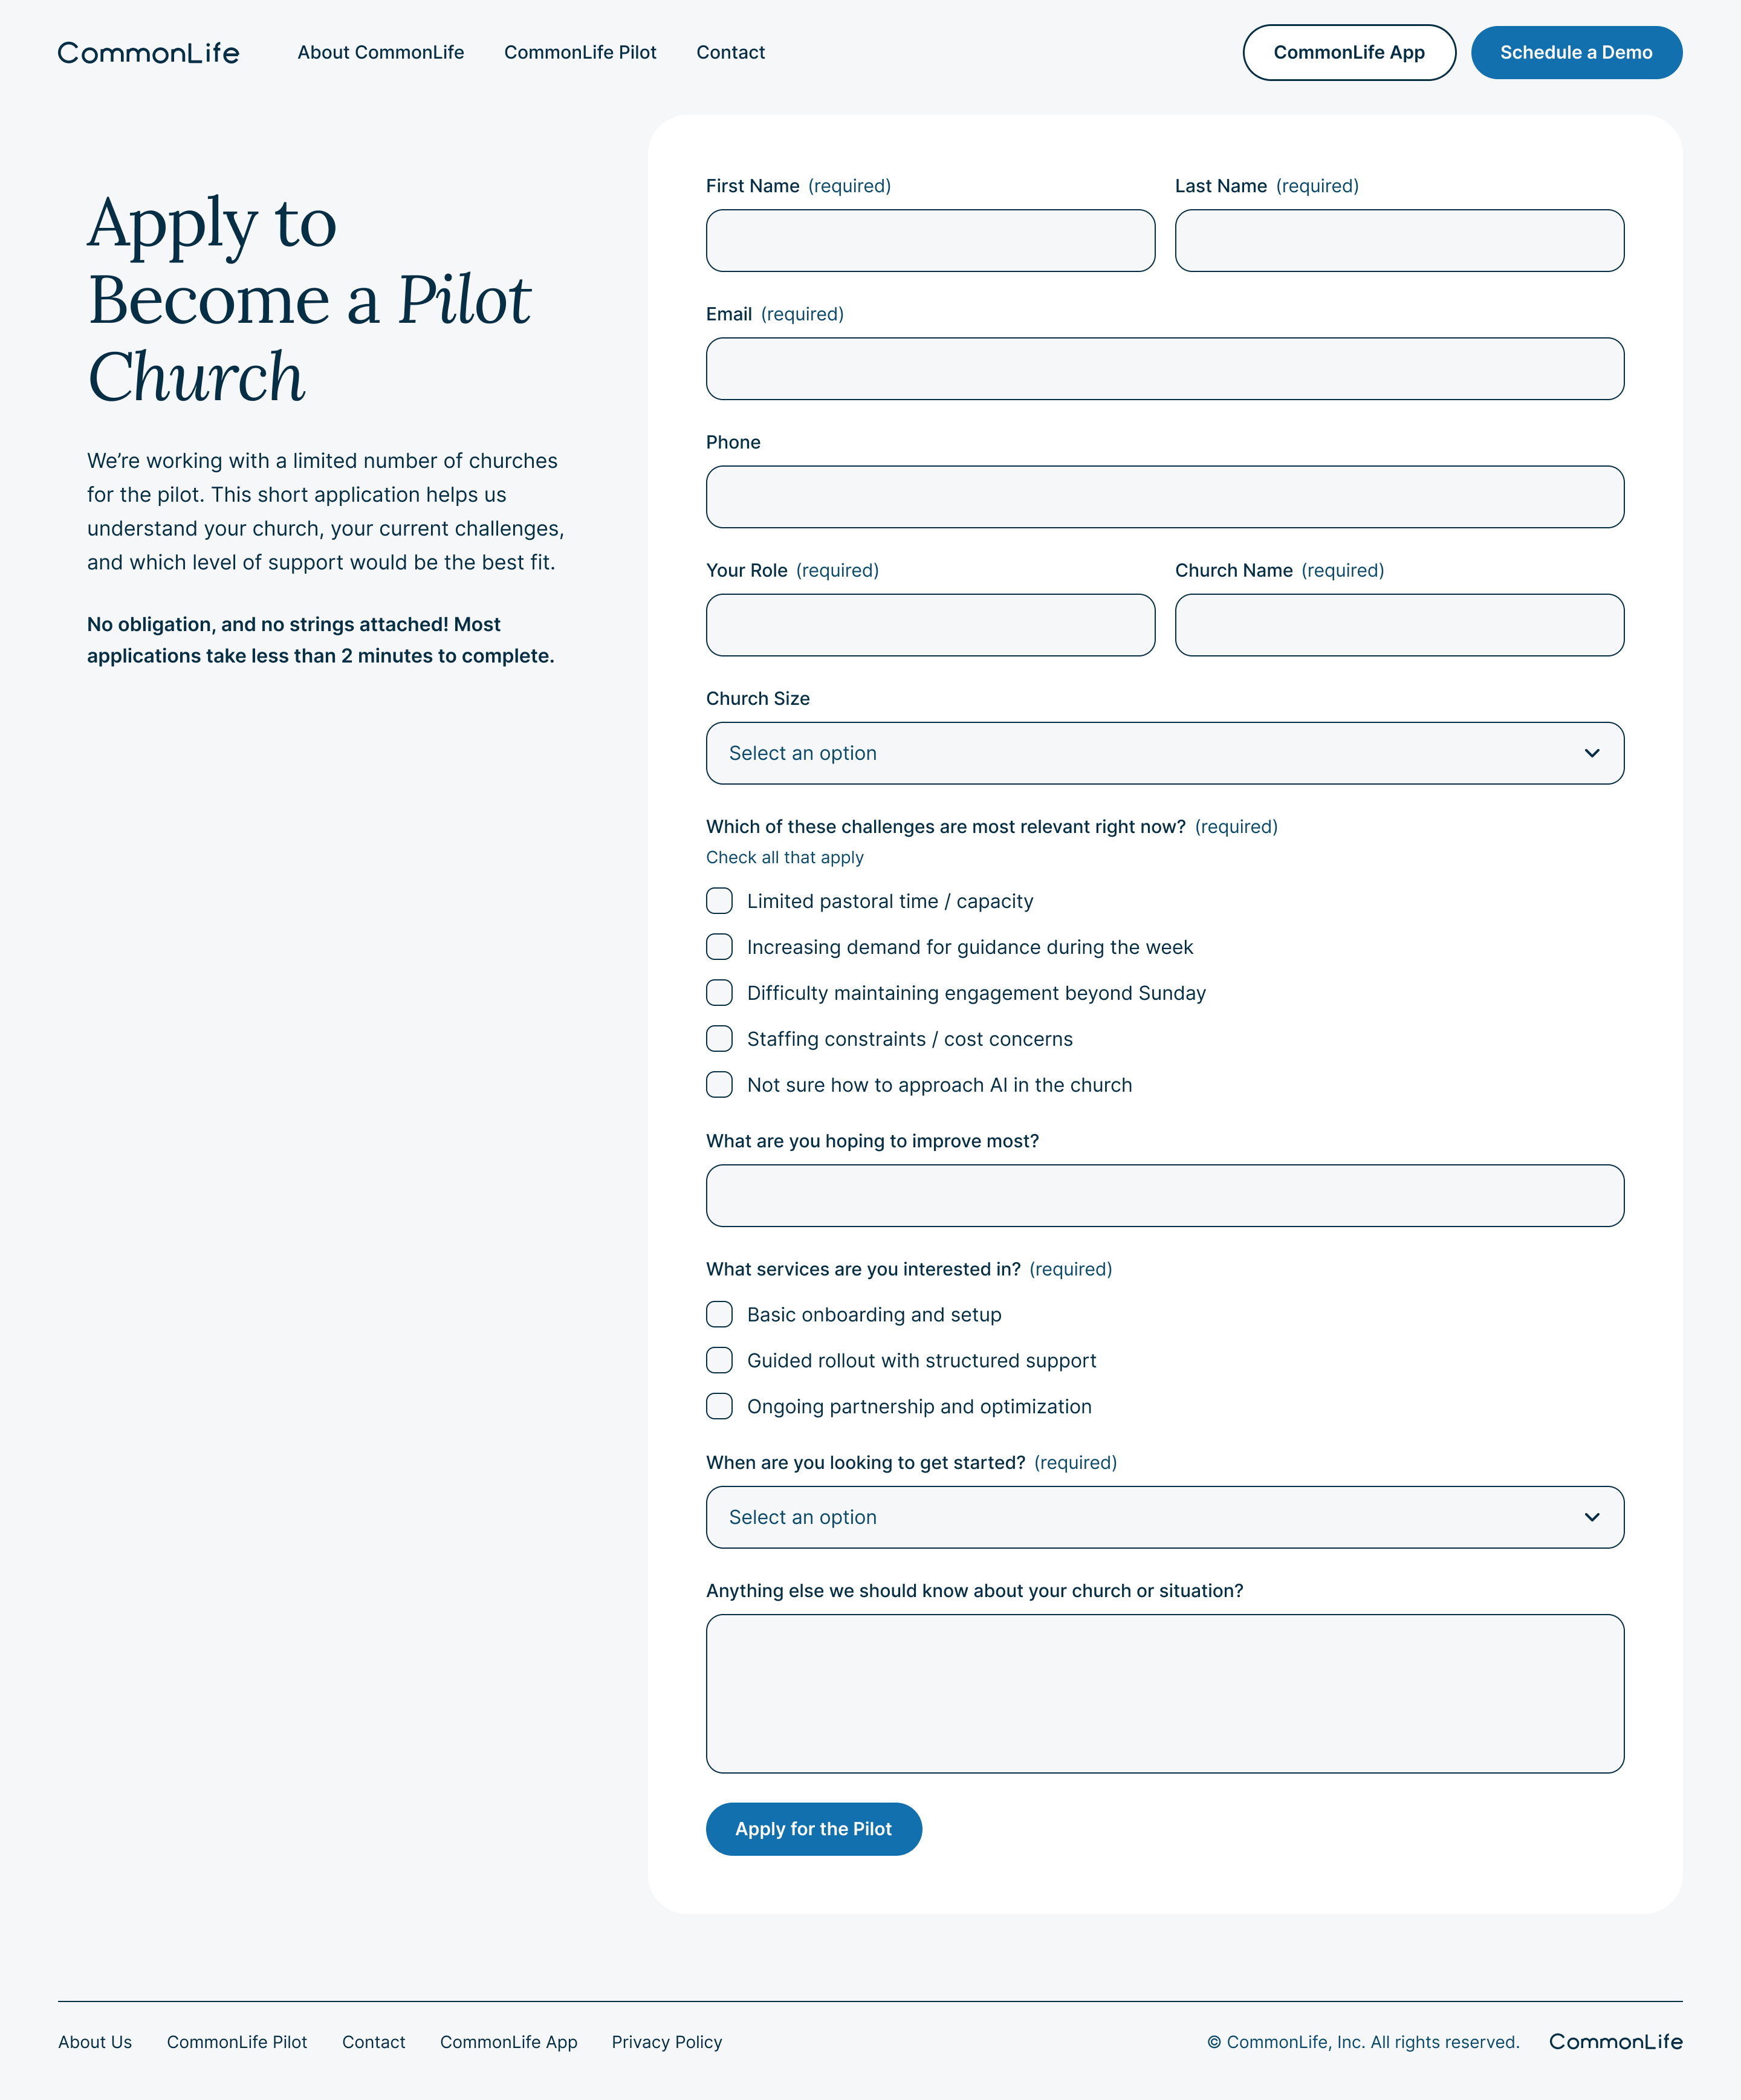 CommonLife
About CommonLife
CommonLife Pilot
Contact
CommonLife App
Schedule a Demo
Apply to
Become a Pilot
Church
We’re working with a limited number of churches
for the pilot. This short application helps us
understand your church, your current challenges,
and which level of support would be the best fit.
No obligation, and no strings attached! Most
applications take less than 2 minutes to complete.
First Name (required)
Last Name (required)
Email (required)
Phone
Your Role (required)
Church Name (required)
Church Size
Select an option
Which of these challenges are most relevant right now? (required)
Check all that apply
Limited pastoral time / capacity
Increasing demand for guidance during the week
Difficulty maintaining engagement beyond Sunday
Staffing constraints / cost concerns
Not sure how to approach AI in the church
What are you hoping to improve most?
What services are you interested in? (required)
Basic onboarding and setup
Guided rollout with structured support
Ongoing partnership and optimization
When are you looking to get started? (required)
Select an option
Anything else we should know about your church or situation?
Apply for the Pilot
About Us
CommonLife Pilot
Contact
CommonLife App
Privacy Policy
© CommonLife, Inc. All rights reserved.
CommonLife